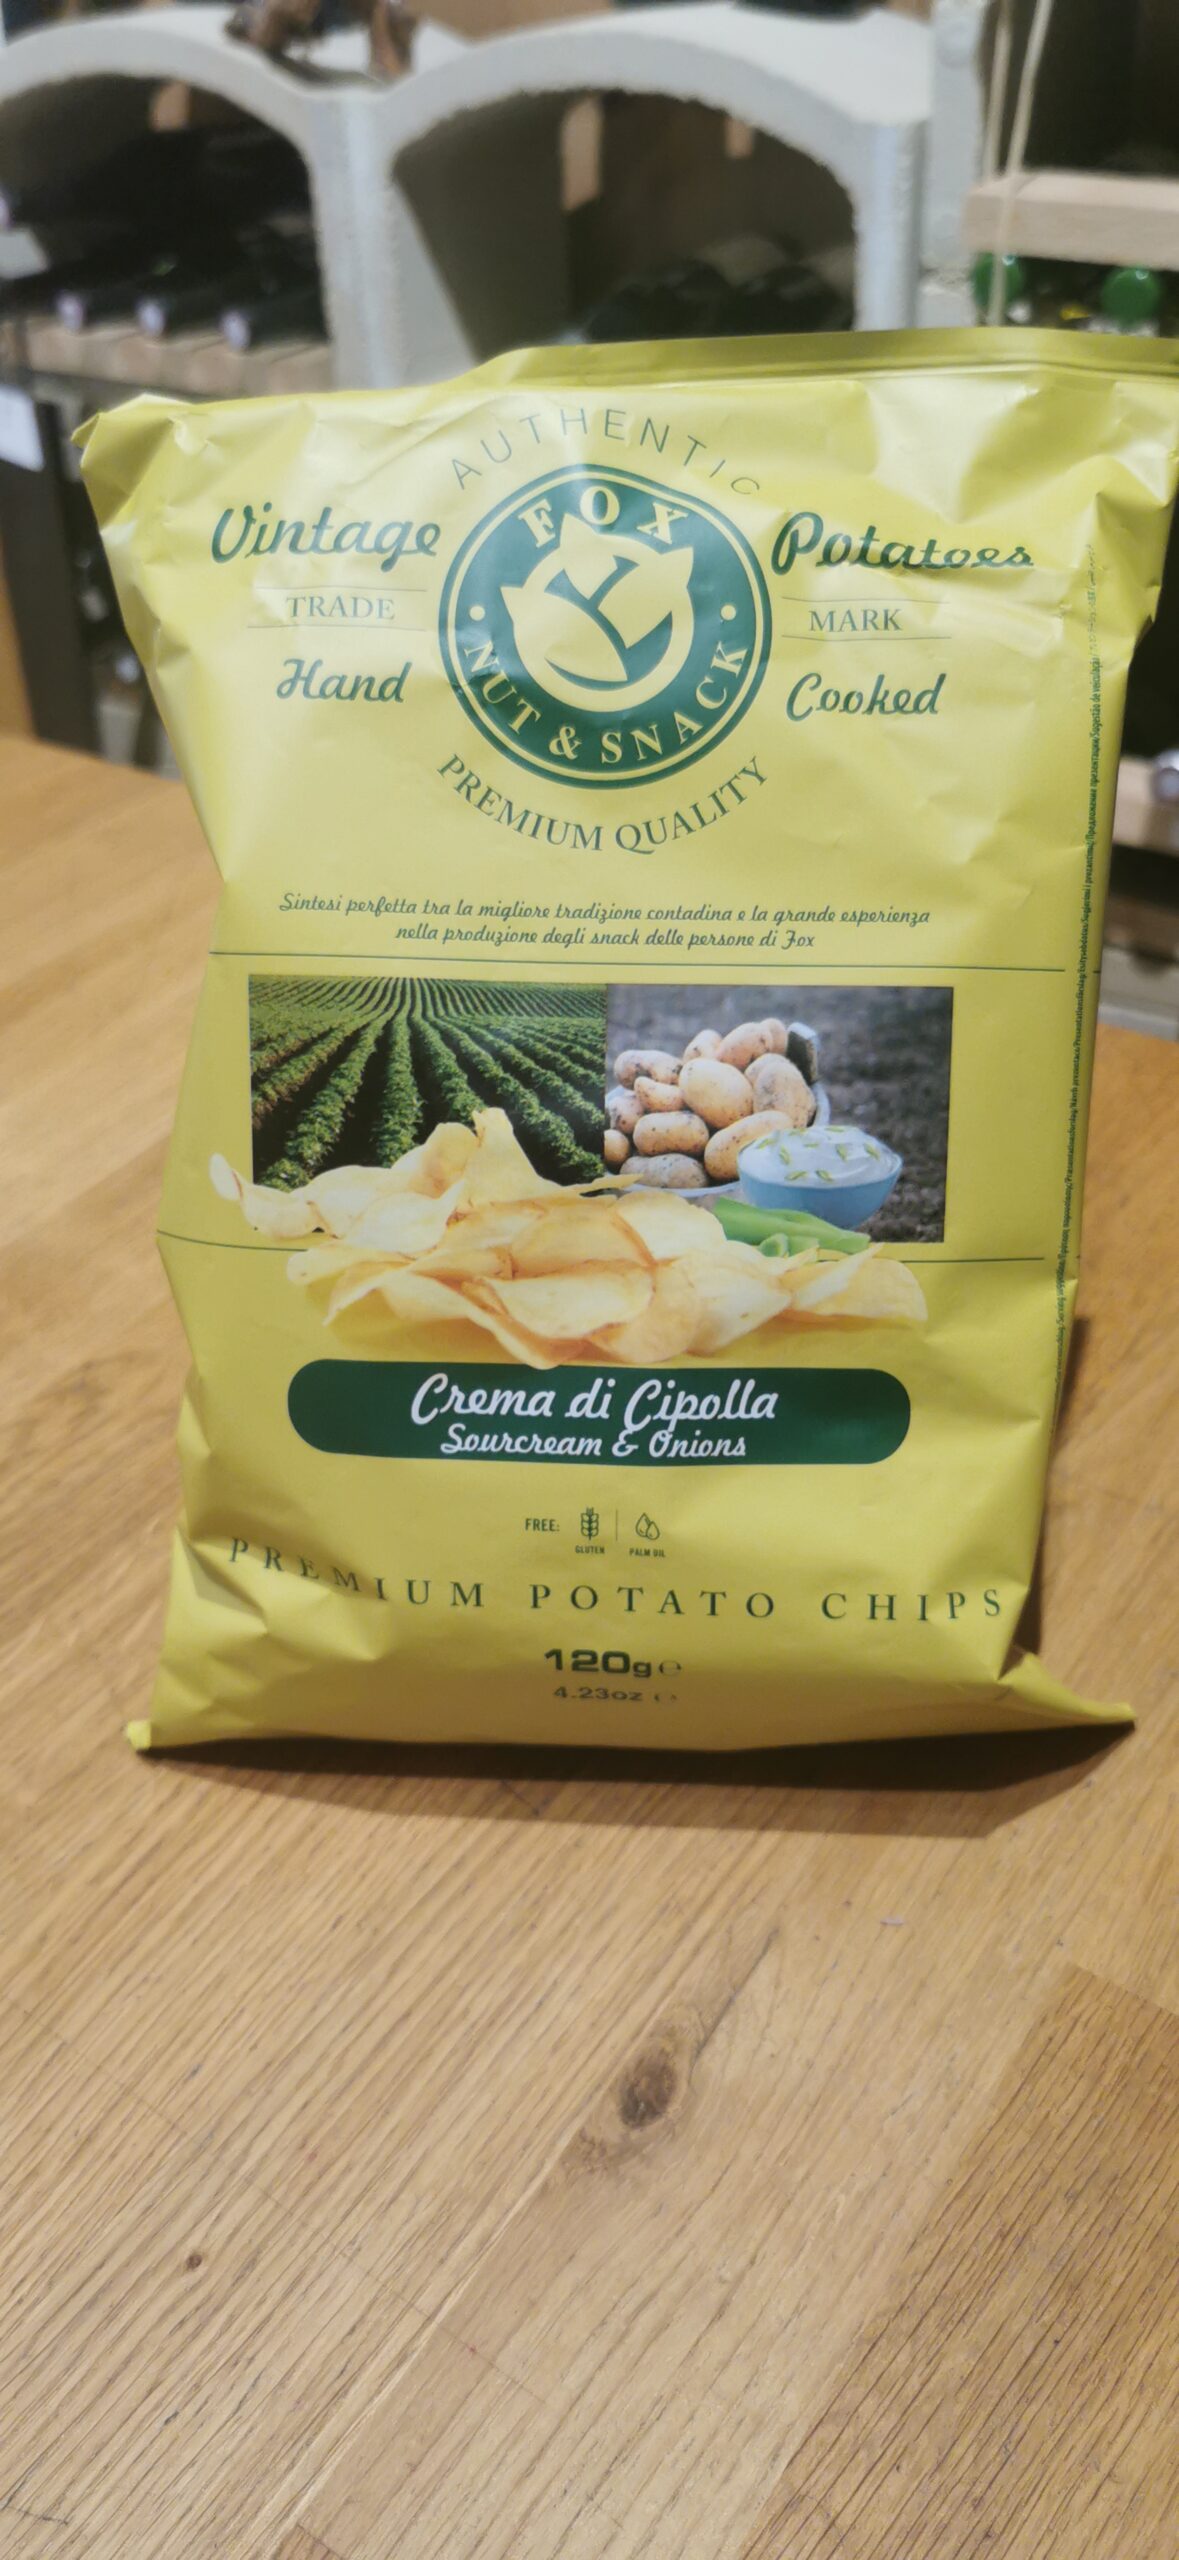 AUTHENTIC
Vintage
Potatoes
TRADE
MARK
Hand
Cooked
FOX
NUT & SNACK
PREMIUM QUALITY
Sintesi perfetta tra la migliore tradizione contadina e la grande esperienza
nella produzione degli snack delle persone di Fox
Crema di Cipolla
Sourcream & Onions
FREE:
GLUTEN
PALM OIL
PREMIUM POTATO CHIPS
120g ℮
4.23oz